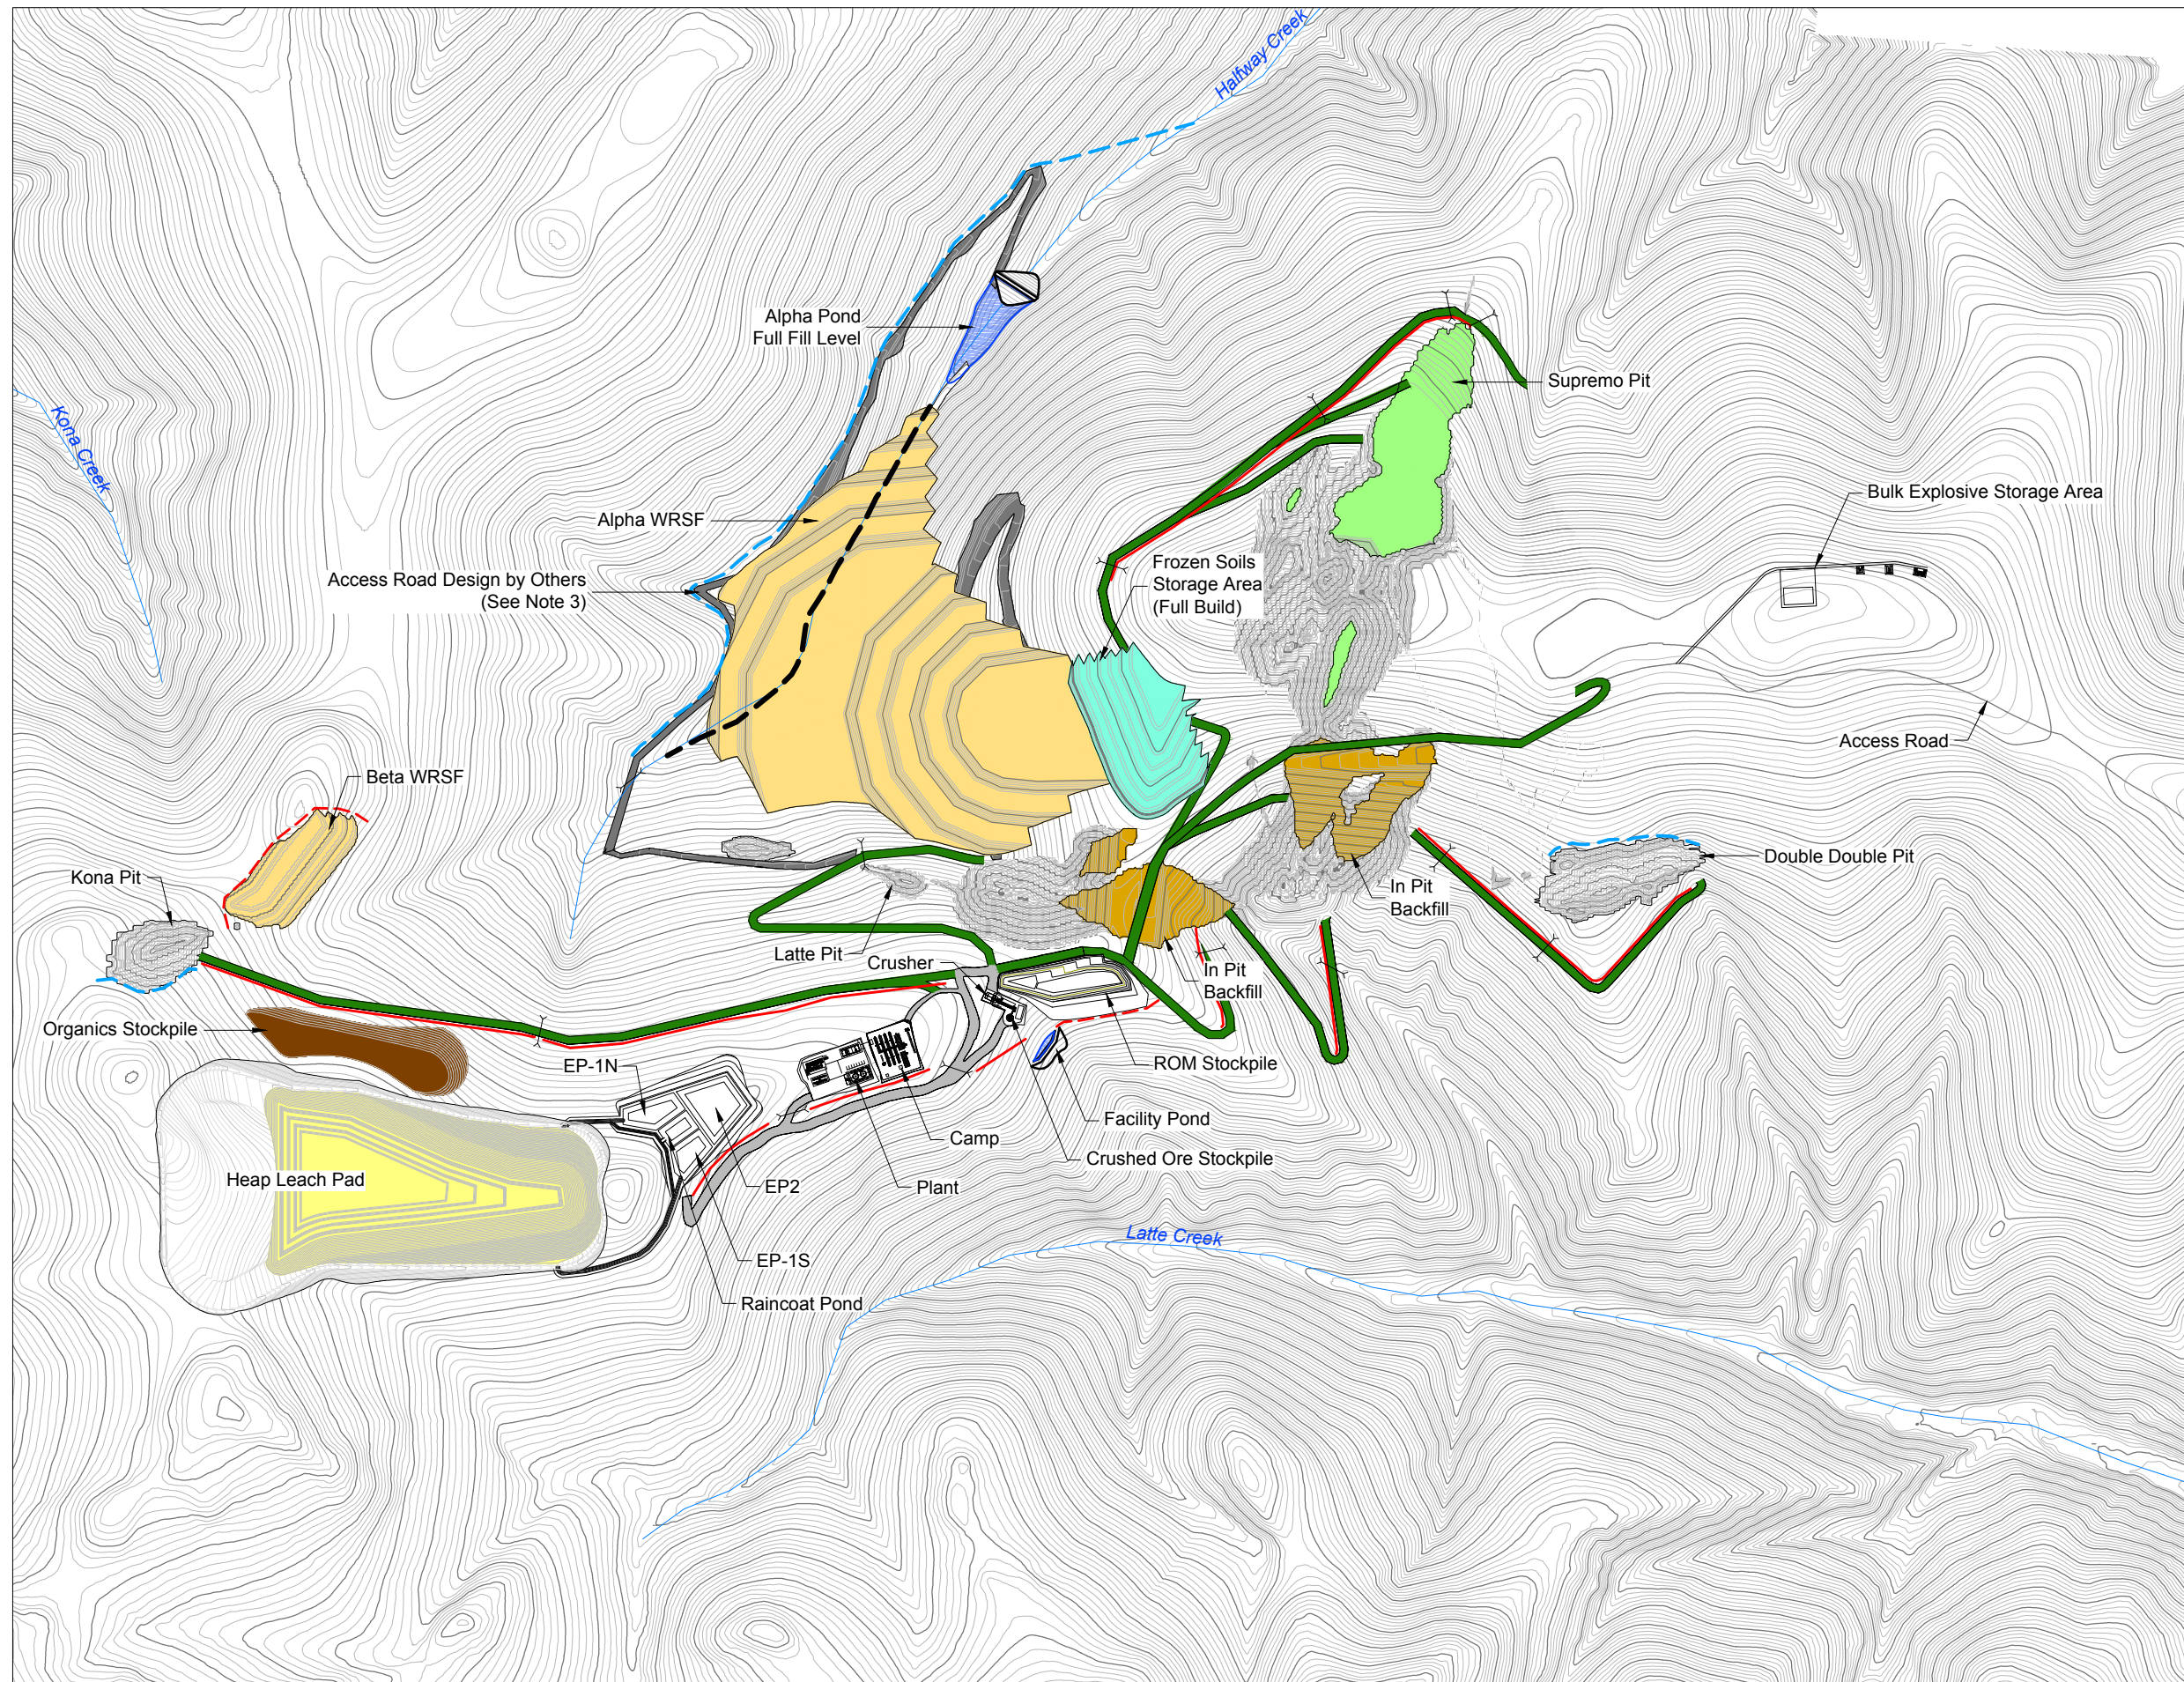 Halfway Creek
Alpha Pond
Full Fill Level
Supremo Pit
Kona Creek
Bulk Explosive Storage Area
Alpha WRSF
Frozen Soils
Storage Area
(Full Build)
Access Road Design by Others
(See Note 3)
Access Road
Beta WRSF
Double Double Pit
Kona Pit
In Pit
Backfill
Latte Pit
Crusher
In Pit
Backfill
Organics Stockpile
EP-1N
ROM Stockpile
Facility Pond
Camp
Crushed Ore Stockpile
Heap Leach Pad
EP2
Plant
Latte Creek
EP-1S
Raincoat Pond